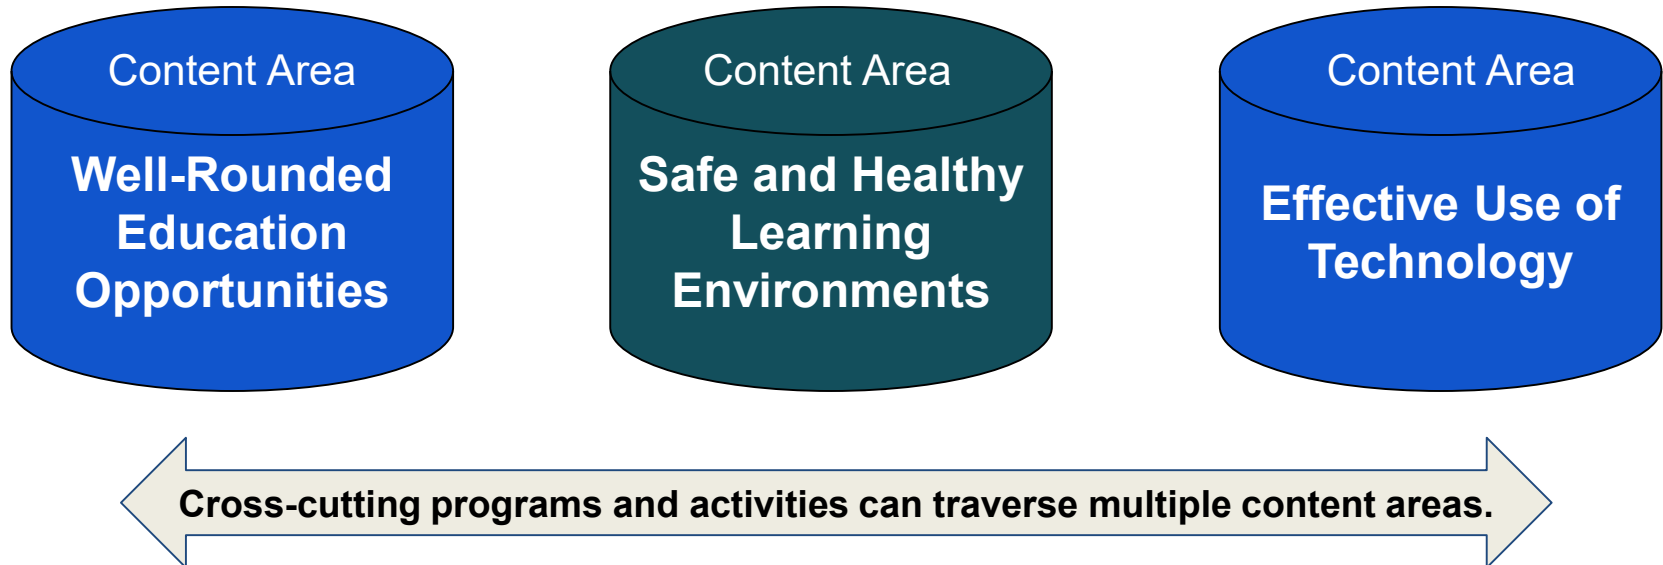 Content Area
Well-Rounded
Education
Opportunities
Content Area
Safe and Healthy
Learning
Environments
Content Area
Effective Use of
Technology
Cross-cutting programs and activities can traverse multiple content areas.